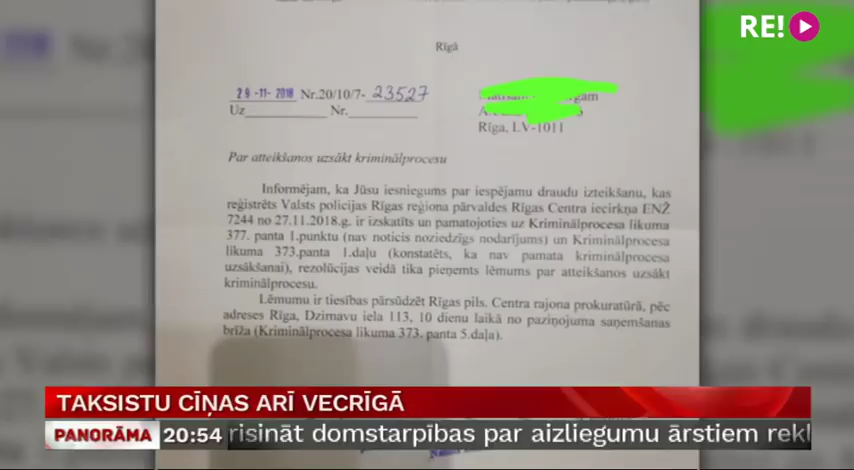 RE!
Rīgā
29-11-2018 Nr.20/10/7-23527
Uz Nr.
Rīga, LV-1011
Par atteikšanos uzsākt kriminālprocesu
Informējam, ka Jūsu iesniegums par iespējamu draudu izteikšanu, kas
reģistrēts Valsts policijas Rīgas reģiona pārvaldes Rīgas Centra iecirkņa ENŽ
7244 no 27.11.2018.g. ir izskatīts un pamatojoties uz Kriminālprocesa likuma
377. panta 1.punktu (nav noticis noziedzīgs nodarījums) un Kriminālprocesa
likuma 373.panta 1.daļu (konstatēts, ka nav pamata kriminālprocesa
uzsākšanai), rezolūcijas veidā tika pieņemts lēmums par atteikšanos uzsākt
kriminālprocesu.
Lēmumu ir tiesības pārsūdzēt Rīgas pils. Centra rajona prokuratūrā, pēc
adreses Rīga, Dzirnavu iela 113, 10 dienu laikā no paziņojuma saņemšanas
brīža (Kriminālprocesa likuma 373. panta 5.daļa).
TAKSISTU CĪŅAS ARĪ VECRĪGĀ
PANORĀMA 20:54 risināt domstarpības par aizliegumu ārstiem rekl